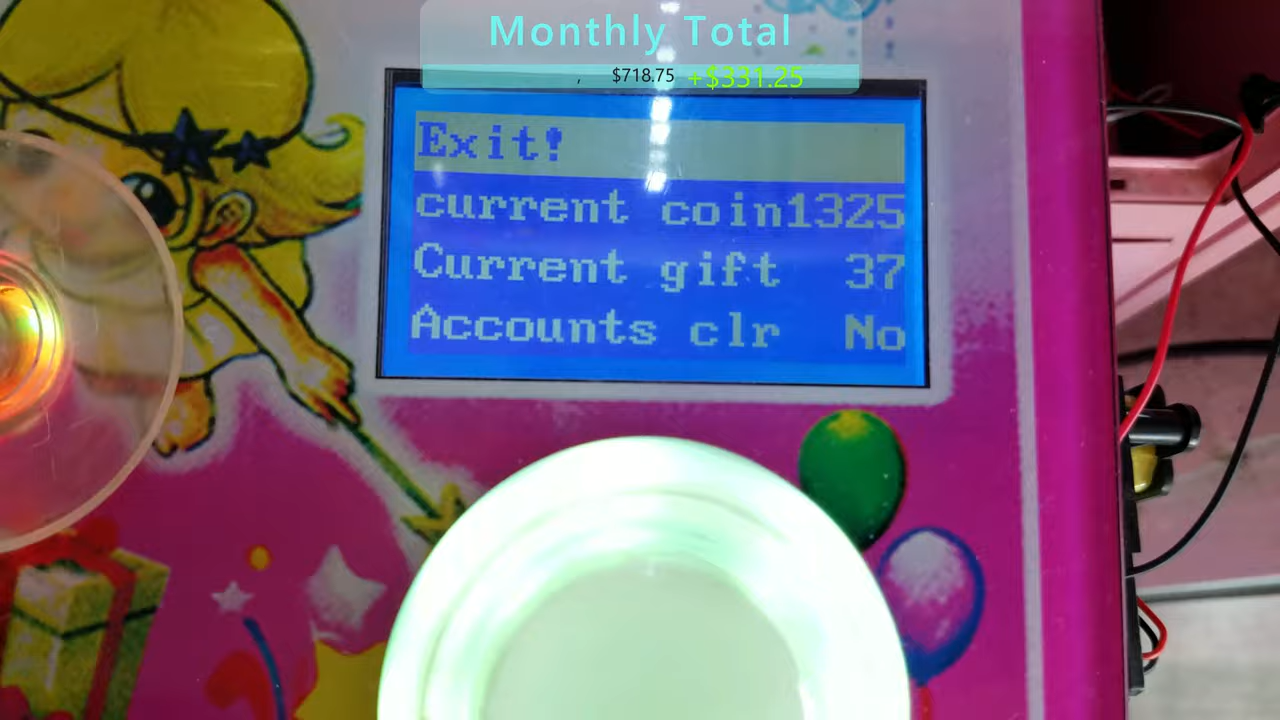 Monthly Total
, $718.75 +$331.25
Exit!
current coin1325
Current gift 37
Accounts clr No